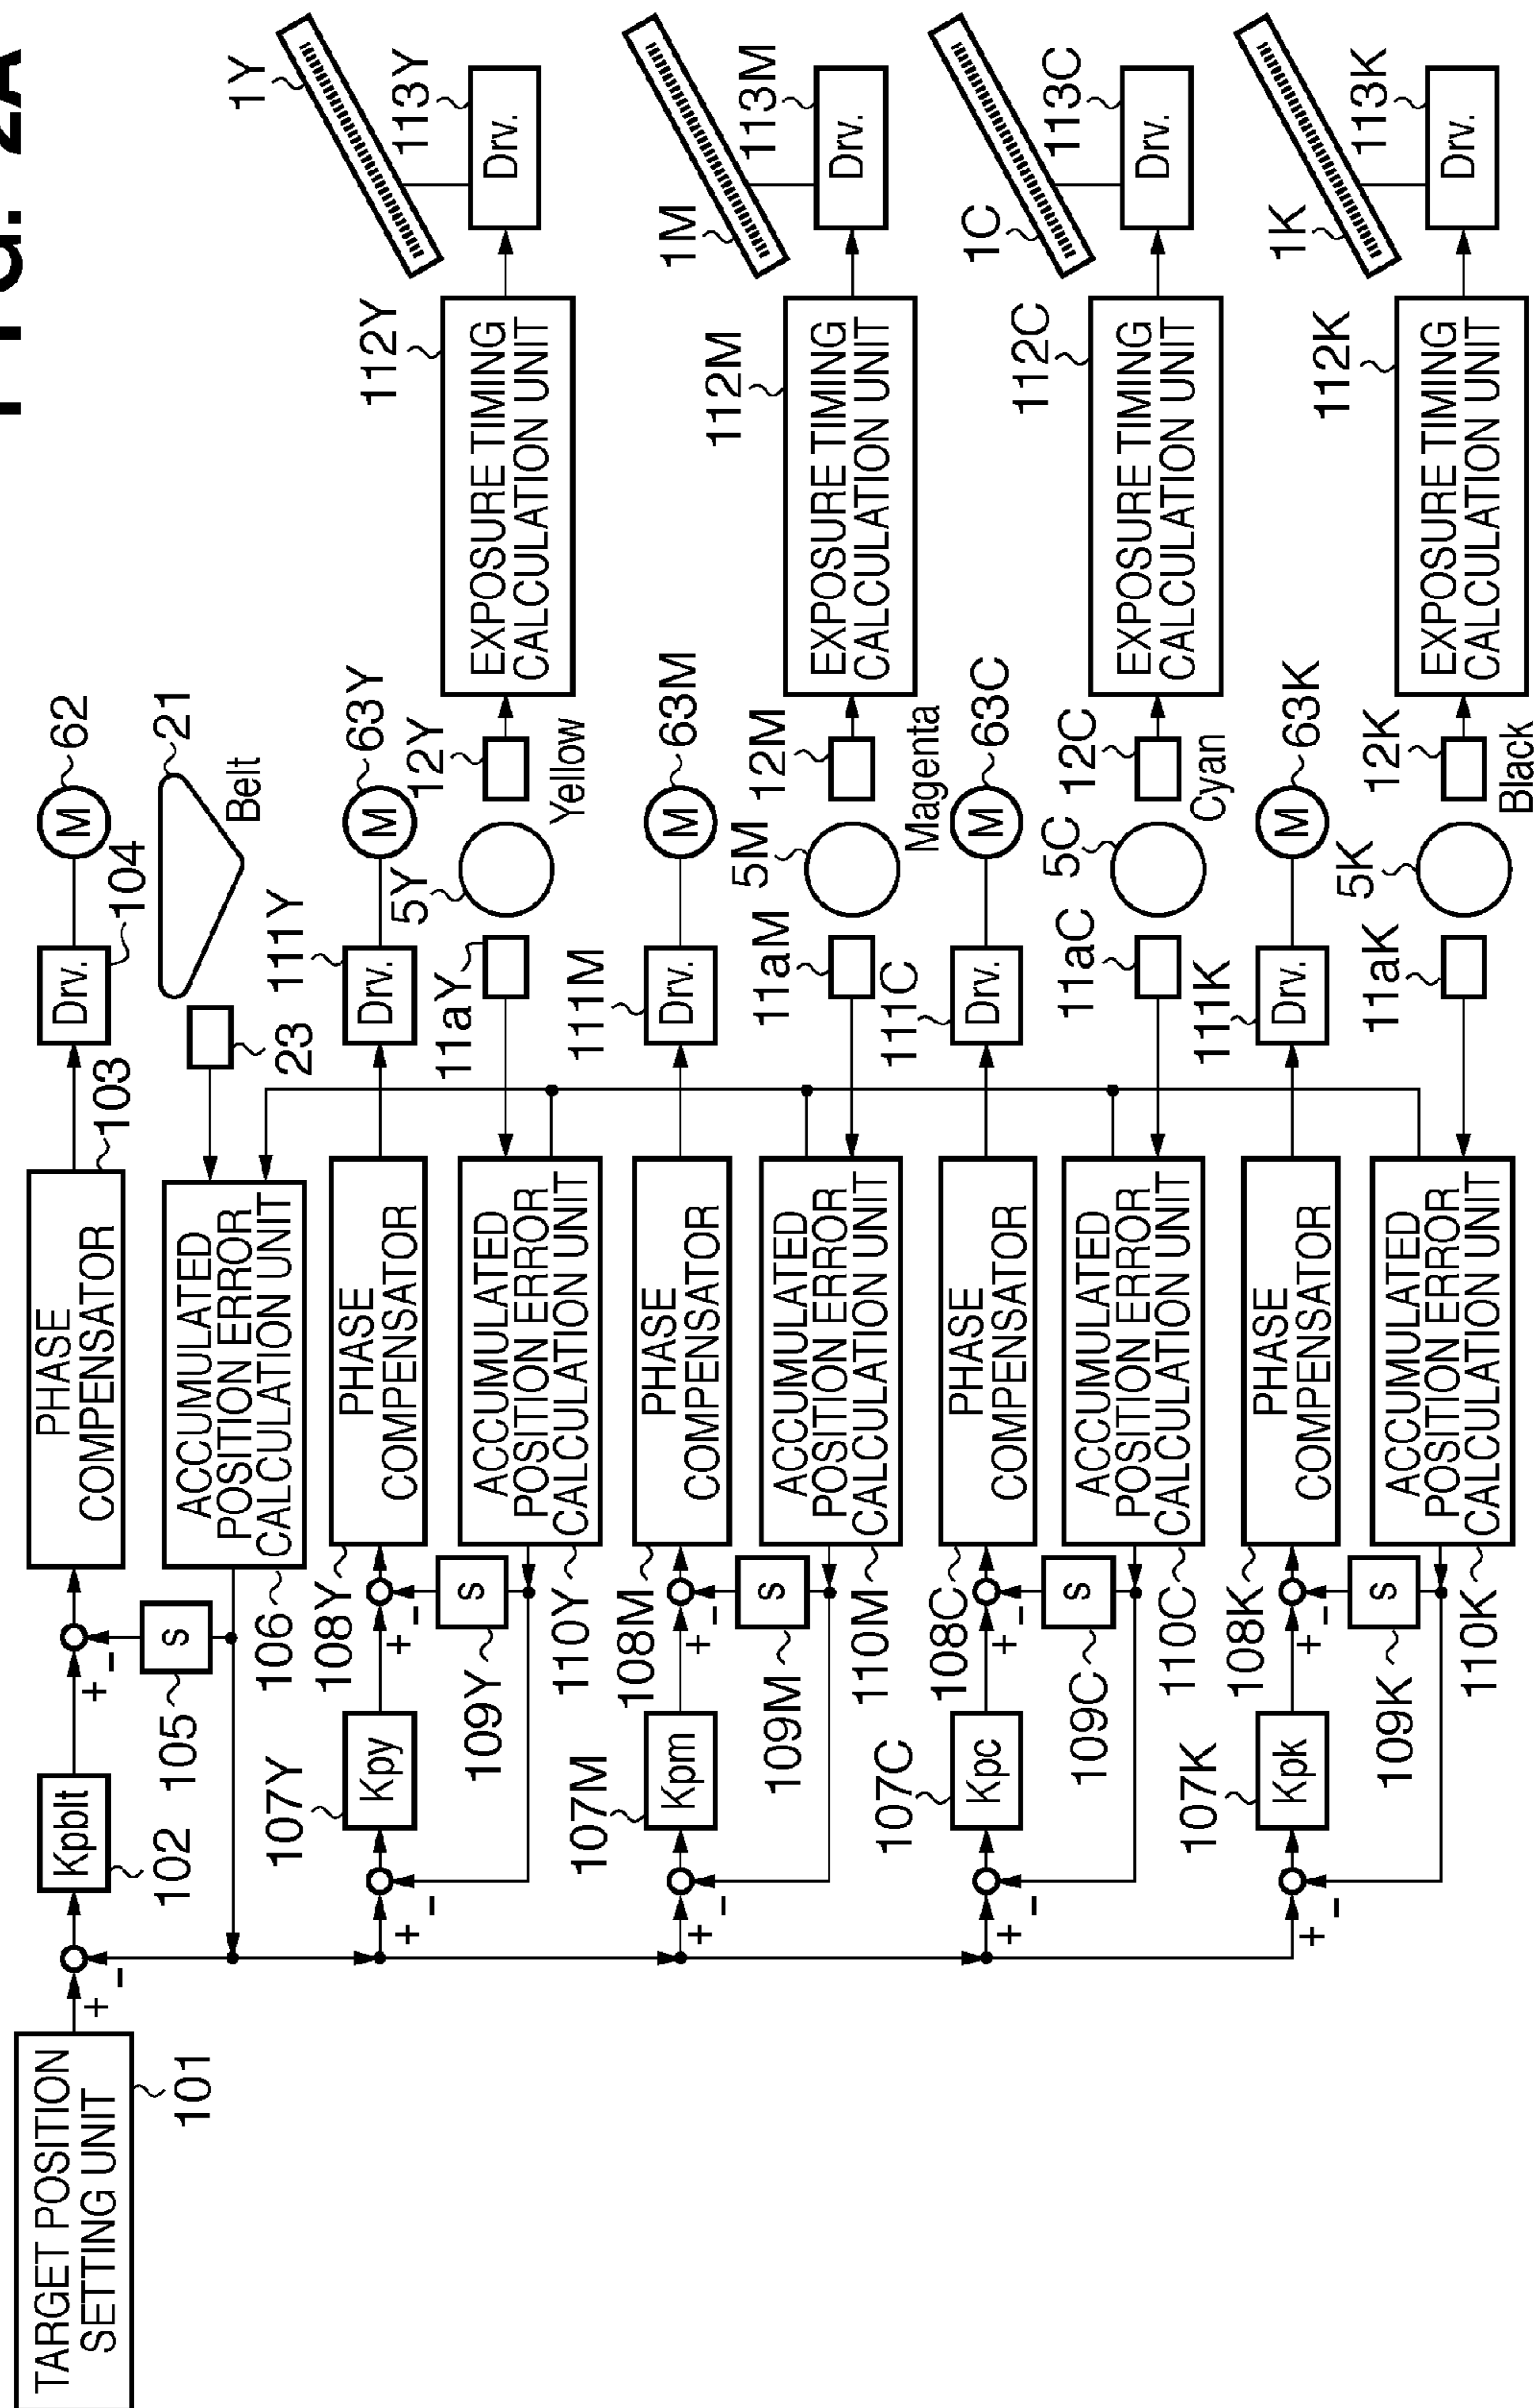 FIG. 2A
TARGET POSITION
SETTING UNIT
101
+
-
Kpblt
102
+
-
s
105
PHASE
COMPENSATOR
103
Drv.
104
M
62
ACCUMULATED
POSITION ERROR
CALCULATION UNIT
106
23
21
Belt
+
-
Kpy
107Y
+
-
s
109Y
PHASE
COMPENSATOR
108Y
Drv.
111Y
M
63Y
ACCUMULATED
POSITION ERROR
CALCULATION UNIT
110Y
11aY
5Y
12Y
Yellow
EXPOSURE TIMING
CALCULATION UNIT
112Y
Drv.
113Y
1Y
+
-
Kpm
107M
+
-
s
109M
PHASE
COMPENSATOR
108M
Drv.
111M
M
63M
ACCUMULATED
POSITION ERROR
CALCULATION UNIT
110M
11aM
5M
12M
Magenta
EXPOSURE TIMING
CALCULATION UNIT
112M
Drv.
113M
1M
+
-
Kpc
107C
+
-
s
109C
PHASE
COMPENSATOR
108C
Drv.
111C
M
63C
ACCUMULATED
POSITION ERROR
CALCULATION UNIT
110C
11aC
5C
12C
Cyan
EXPOSURE TIMING
CALCULATION UNIT
112C
Drv.
113C
1C
+
-
Kpk
107K
+
-
s
109K
PHASE
COMPENSATOR
108K
Drv.
111K
M
63K
ACCUMULATED
POSITION ERROR
CALCULATION UNIT
110K
11aK
5K
12K
Black
EXPOSURE TIMING
CALCULATION UNIT
112K
Drv.
113K
1K